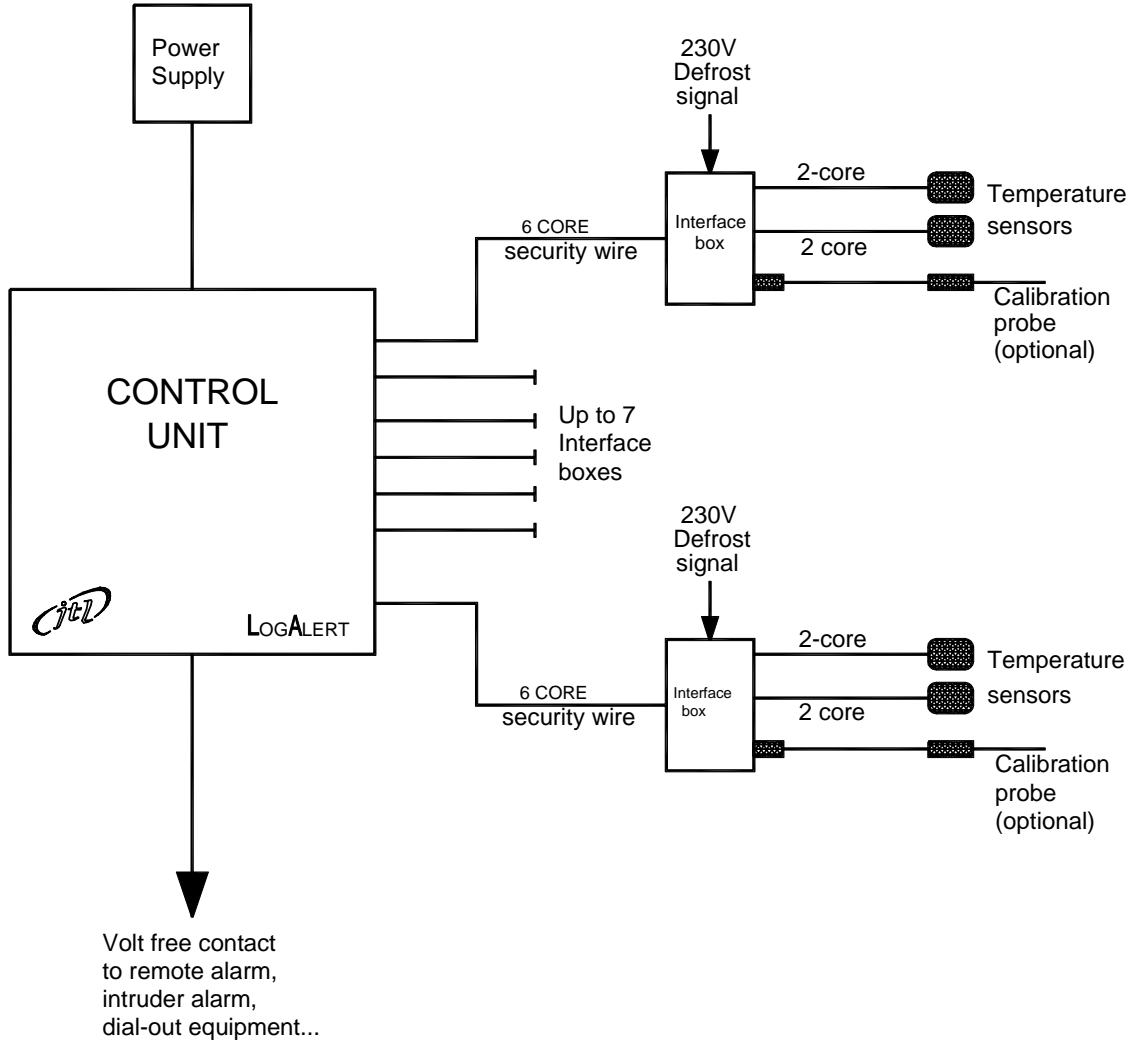 Power
Supply
230V
Defrost
signal
2-core
Interface
box
Temperature
sensors
6 CORE
security wire
2 core
Calibration
probe
(optional)
CONTROL
UNIT
Up to 7
Interface
boxes
jtl
LOGALERT
230V
Defrost
signal
2-core
Interface
box
Temperature
sensors
6 CORE
security wire
2 core
Calibration
probe
(optional)
Volt free contact
to remote alarm,
intruder alarm,
dial-out equipment...